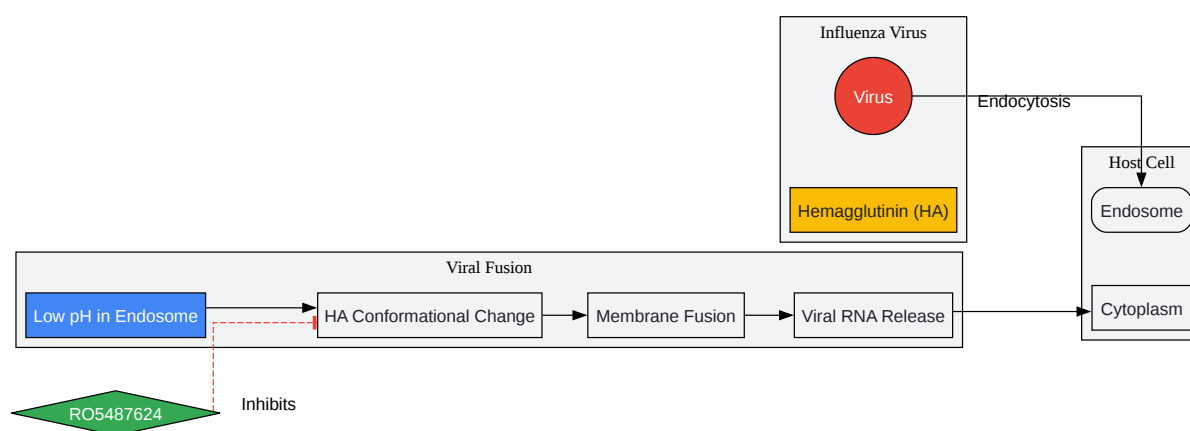 Influenza Virus
Virus
Endocytosis
Host Cell
Hemagglutinin (HA)
Endosome
Viral Fusion
Low pH in Endosome
HA Conformational Change
Membrane Fusion
Viral RNA Release
Cytoplasm
RO5487624
Inhibits